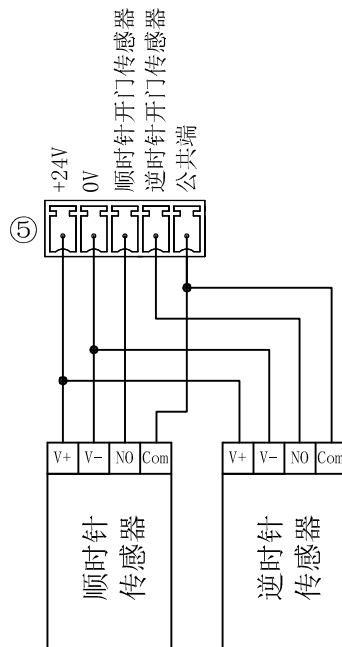 +24V
0V
顺时针开门传感器
逆时针开门传感器
公共端
⑤
V+ V- NO Com
V+ V- NO Com
顺时针
传感器
逆时针
传感器